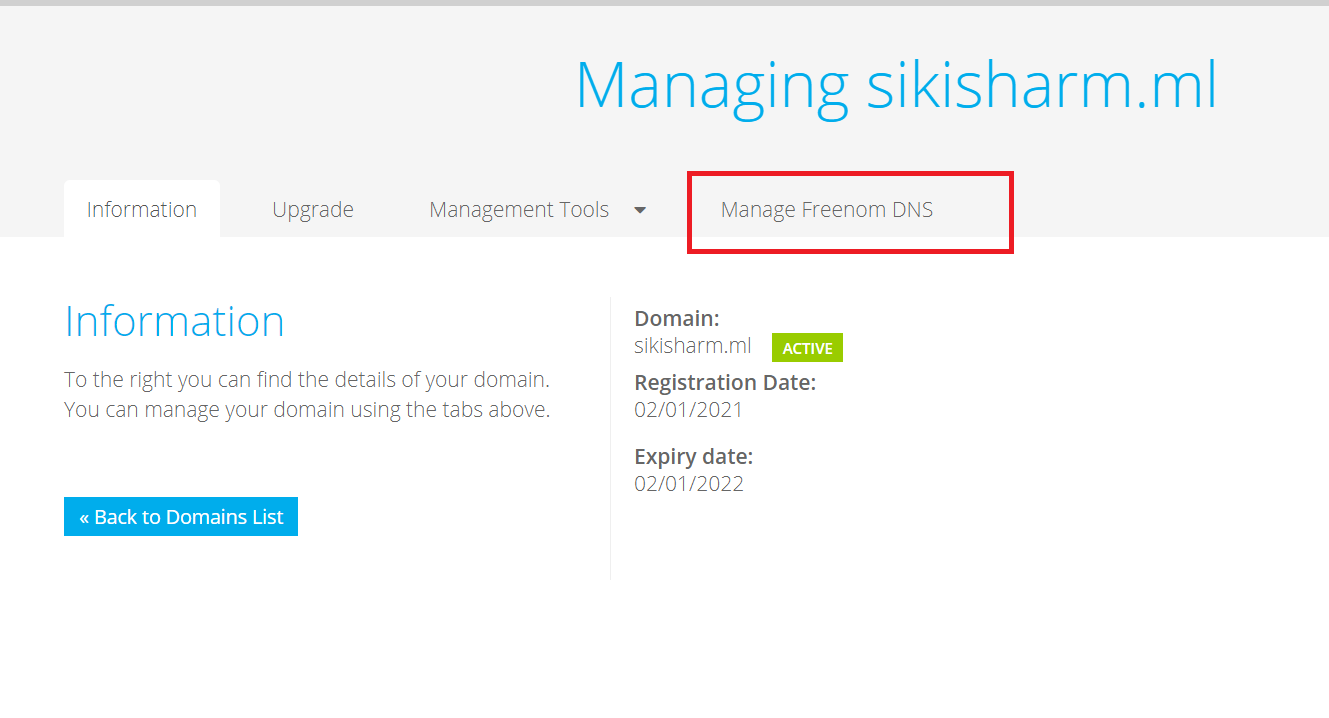 Managing sikisharm.ml
Information
Upgrade
Management Tools
Manage Freenom DNS
Information
To the right you can find the details of your domain.
You can manage your domain using the tabs above.
« Back to Domains List
Domain:
sikisharm.ml ACTIVE
Registration Date:
02/01/2021
Expiry date:
02/01/2022